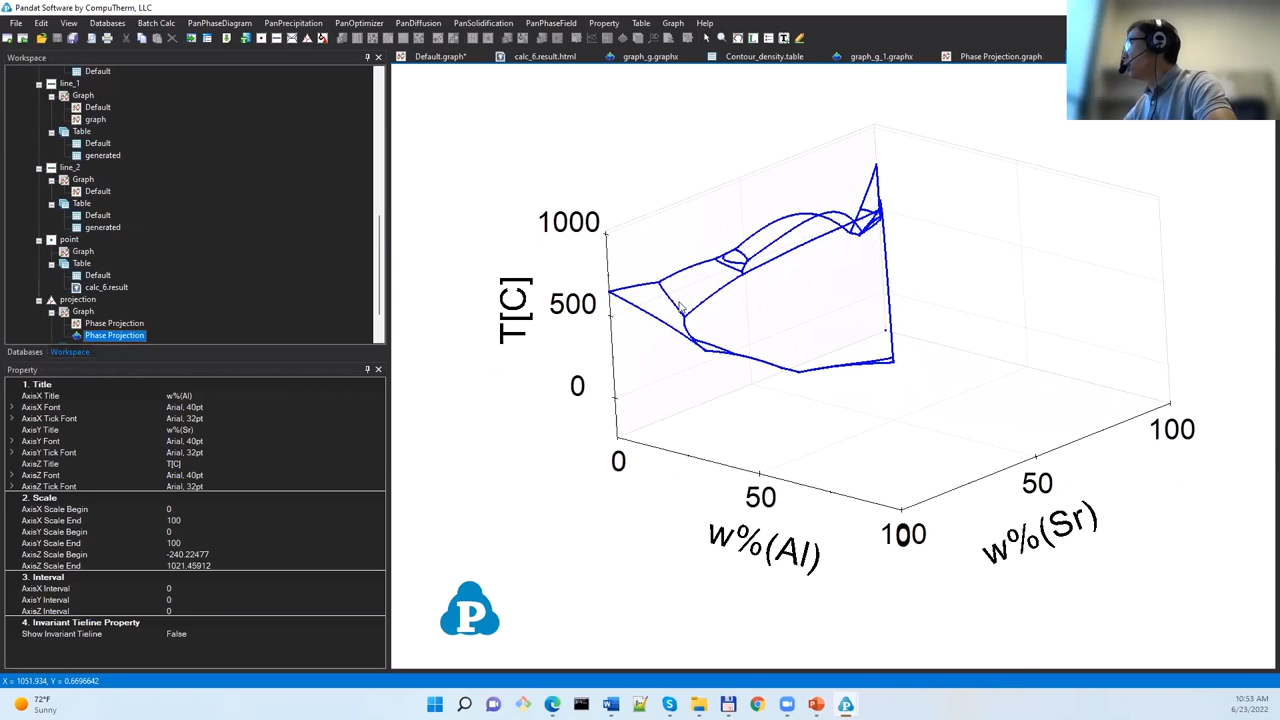 Pandat Software by CompuTherm, LLC
File Edit View Databases Batch Calc PanPhaseDiagram PanPrecipitation PanOptimizer PanDiffusion PanSolidification PanPhaseField Property Table Graph Help
Workspace
Default.graph* calc_6.result.html graph_g.graphx Contour_density.table graph_g_1.graphx Phase Projection.graph
Default
line_1
Graph
Default
graph
Table
Default
generated
line_2
Graph
Default
Table
Default
generated
point
Graph
Table
Default
calc_6.result
projection
Graph
Phase Projection
Phase Projection
Databases Workspace
Property
1. Title
AxisX Title w%(Al)
AxisX Font Arial, 40pt
AxisX Tick Font Arial, 32pt
AxisY Title w%(Sr)
AxisY Font Arial, 40pt
AxisY Tick Font Arial, 32pt
AxisZ Title T[C]
AxisZ Font Arial, 40pt
AxisZ Tick Font Arial, 32pt
2. Scale
AxisX Scale Begin 0
AxisX Scale End 100
AxisY Scale Begin 0
AxisY Scale End 100
AxisZ Scale Begin -240.22477
AxisZ Scale End 1021.45912
3. Interval
AxisX Interval 0
AxisY Interval 0
AxisZ Interval 0
4. Invariant Tieline Property
Show Invariant Tieline False
1000
500
0
T[C]
0
50
100
w%(Al)
0
50
100
w%(Sr)
P
X = 1051.934, Y = 0.6696642
72°F
Sunny
10:53 AM
6/23/2022